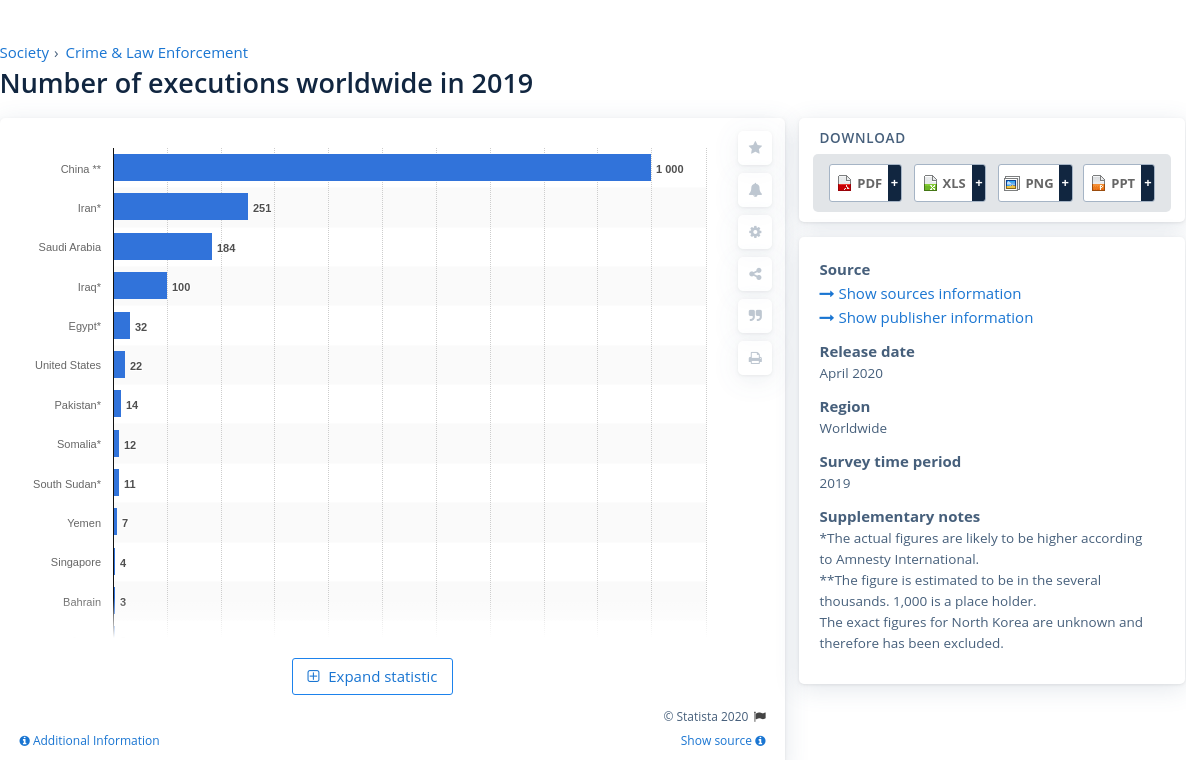 Society › Crime & Law Enforcement
Number of executions worldwide in 2019
China ** 1 000
Iran* 251
Saudi Arabia 184
Iraq* 100
Egypt* 32
United States 22
Pakistan* 14
Somalia* 12
South Sudan* 11
Yemen 7
Singapore 4
Bahrain 3
Expand statistic
© Statista 2020
Additional Information
Show source
DOWNLOAD
PDF + XLS + PNG + PPT +
Source
Show sources information
Show publisher information
Release date
April 2020
Region
Worldwide
Survey time period
2019
Supplementary notes
*The actual figures are likely to be higher according
to Amnesty International.
**The figure is estimated to be in the several
thousands. 1,000 is a place holder.
The exact figures for North Korea are unknown and
therefore has been excluded.